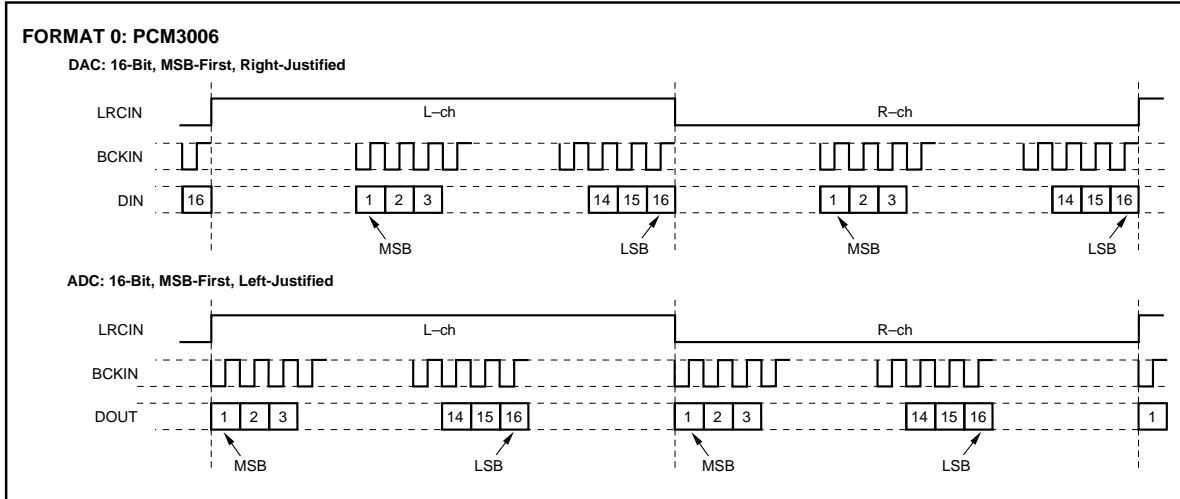 FORMAT 0: PCM3006
DAC: 16-Bit, MSB-First, Right-Justified
LRCIN L–ch R–ch
BCKIN
DIN 16 1 2 3 14 15 16 1 2 3 14 15 16
MSB LSB MSB LSB
ADC: 16-Bit, MSB-First, Left-Justified
LRCIN L–ch R–ch
BCKIN
DOUT 1 2 3 14 15 16 1 2 3 14 15 16 1
MSB LSB MSB LSB